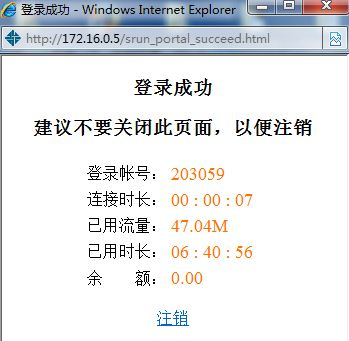 登录成功 - Windows Internet Explorer
http://172.16.0.5/srun_portal_succeed.html
登录成功
建议不要关闭此页面，以便注销
登录帐号： 203059
连接时长： 00 : 00 : 07
已用流量： 47.04M
已用时长： 06 : 40 : 56
余　　额： 0.00
注销